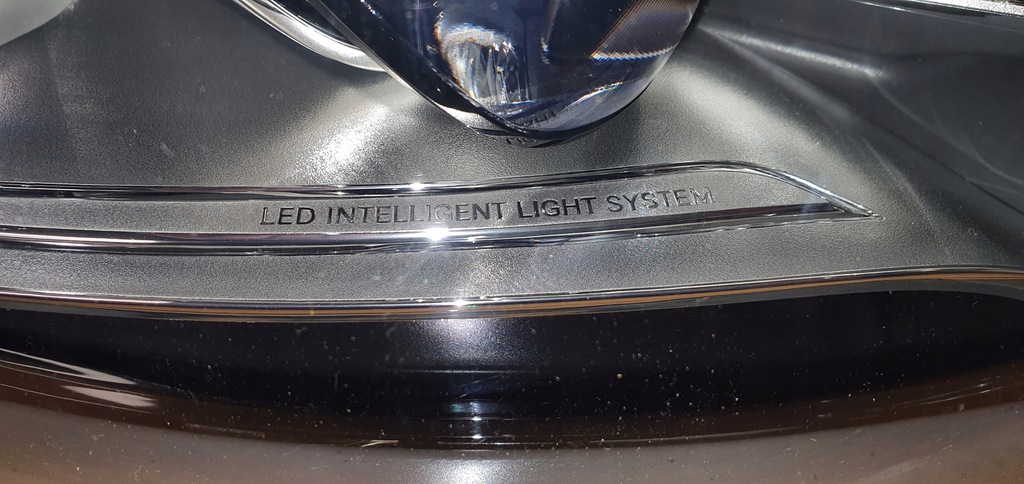 LED INTELLIGENT LIGHT SYSTEM